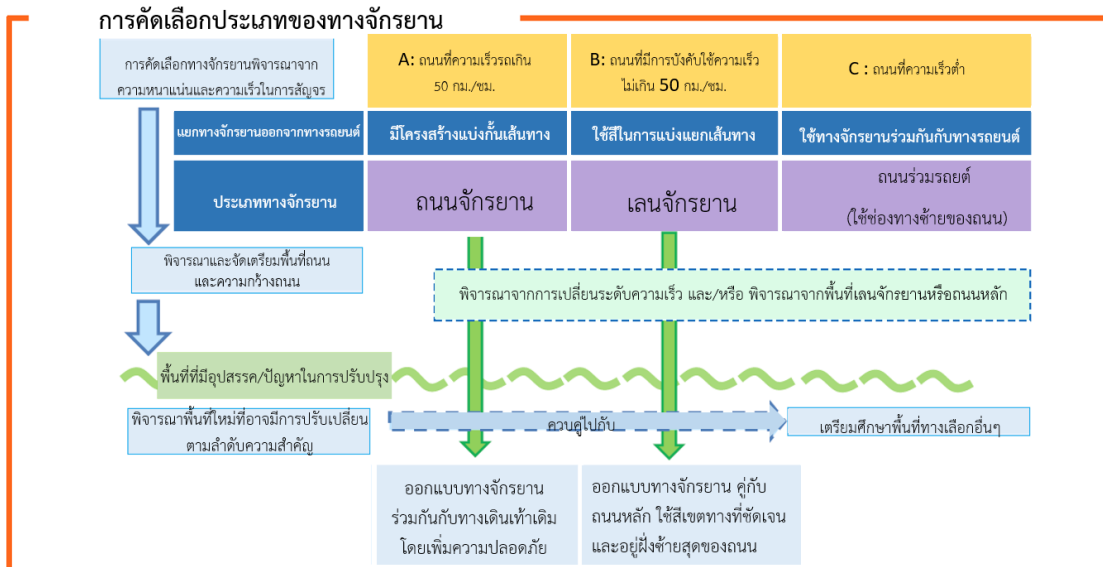 การคัดเลือกประเภทของทางจักรยาน
การคัดเลือกทางจักรยานพิจารณาจาก
ความหนาแน่นและความเร็วในการสัญจร
A: ถนนที่ความเร็วรถเกิน
50 กม./ชม.
B: ถนนที่มีการบังคับใช้ความเร็ว
ไม่เกิน 50 กม./ชม.
C : ถนนที่ความเร็วต่ำ
แยกทางจักรยานออกจากทางรถยนต์
มีโครงสร้างแบ่งกั้นเส้นทาง
ใช้สีในการแบ่งแยกเส้นทาง
ใช้ทางจักรยานร่วมกันกับทางรถยนต์
ประเภททางจักรยาน
ถนนจักรยาน
เลนจักรยาน
ถนนร่วมรถยต์
(ใช้ช่องทางซ้ายของถนน)
พิจารณาและจัดเตรียมพื้นที่ถนน
และความกว้างถนน
พิจารณาจากการเปลี่ยนระดับความเร็ว และ/หรือ พิจารณาจากพื้นที่เลนจักรยานหรือถนนหลัก
พื้นที่ที่มีอุปสรรค/ปัญหาในการปรับปรุง
พิจารณาพื้นที่ใหม่ที่อาจมีการปรับเปลี่ยน
ตามลำดับความสำคัญ
ควบคู่ไปกับ
เตรียมศึกษาพื้นที่ทางเลือกอื่นๆ
ออกแบบทางจักรยาน
ร่วมกันกับทางเดินเท้าเดิม
โดยเพิ่มความปลอดภัย
ออกแบบทางจักรยาน คู่กับ
ถนนหลัก ใช้สีเขตทางที่ชัดเจน
และอยู่ฝั่งซ้ายสุดของถนน